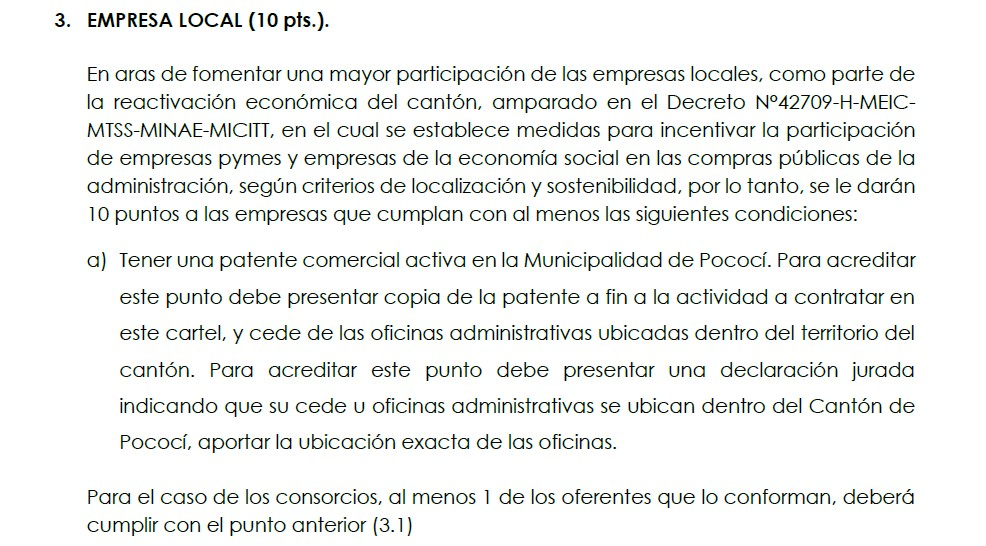 3. EMPRESA LOCAL (10 pts.).
En aras de fomentar una mayor participación de las empresas locales, como parte de
la reactivación económica del cantón, amparado en el Decreto N°42709-H-MEIC-
MTSS-MINAE-MICITT, en el cual se establece medidas para incentivar la participación
de empresas pymes y empresas de la economía social en las compras públicas de la
administración, según criterios de localización y sostenibilidad, por lo tanto, se le darán
10 puntos a las empresas que cumplan con al menos las siguientes condiciones:
a) Tener una patente comercial activa en la Municipalidad de Pococí. Para acreditar
este punto debe presentar copia de la patente a fin a la actividad a contratar en
este cartel, y cede de las oficinas administrativas ubicadas dentro del territorio del
cantón. Para acreditar este punto debe presentar una declaración jurada
indicando que su cede u oficinas administrativas se ubican dentro del Cantón de
Pococí, aportar la ubicación exacta de las oficinas.
Para el caso de los consorcios, al menos 1 de los oferentes que lo conforman, deberá
cumplir con el punto anterior (3.1)